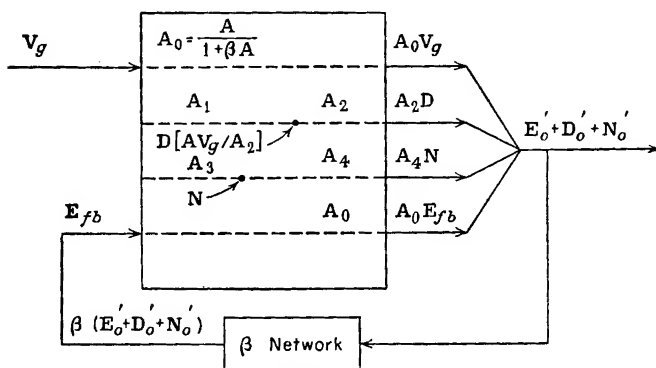 V_g
A_0 = A / (1 + βA)
A_0V_g
A_1 A_2 A_2D
D[AV_g/A_2]
E_o' + D_o' + N_o'
A_3 A_4 A_4N
N
E_fb A_0 A_0E_fb
β (E_o' + D_o' + N_o')
β Network